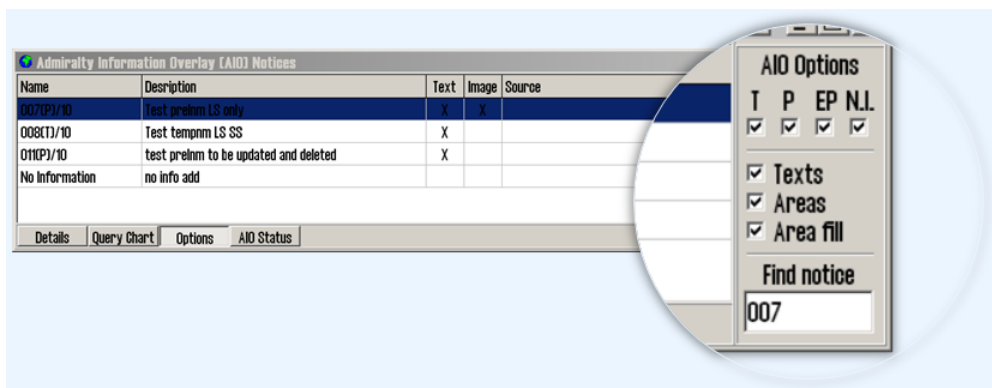 Admiralty Information Overlay (AIO) Notices
Name Desription Text Image Source
007(P)/10 Test prelnm LS only X X
008(T)/10 Test tempnm LS SS X
011(P)/10 test prelnm to be updated and deleted X
No Information no info add
Details Query Chart Options AIO Status
AIO Options
T P EP N.I.
Texts
Areas
Area fill
Find notice
007